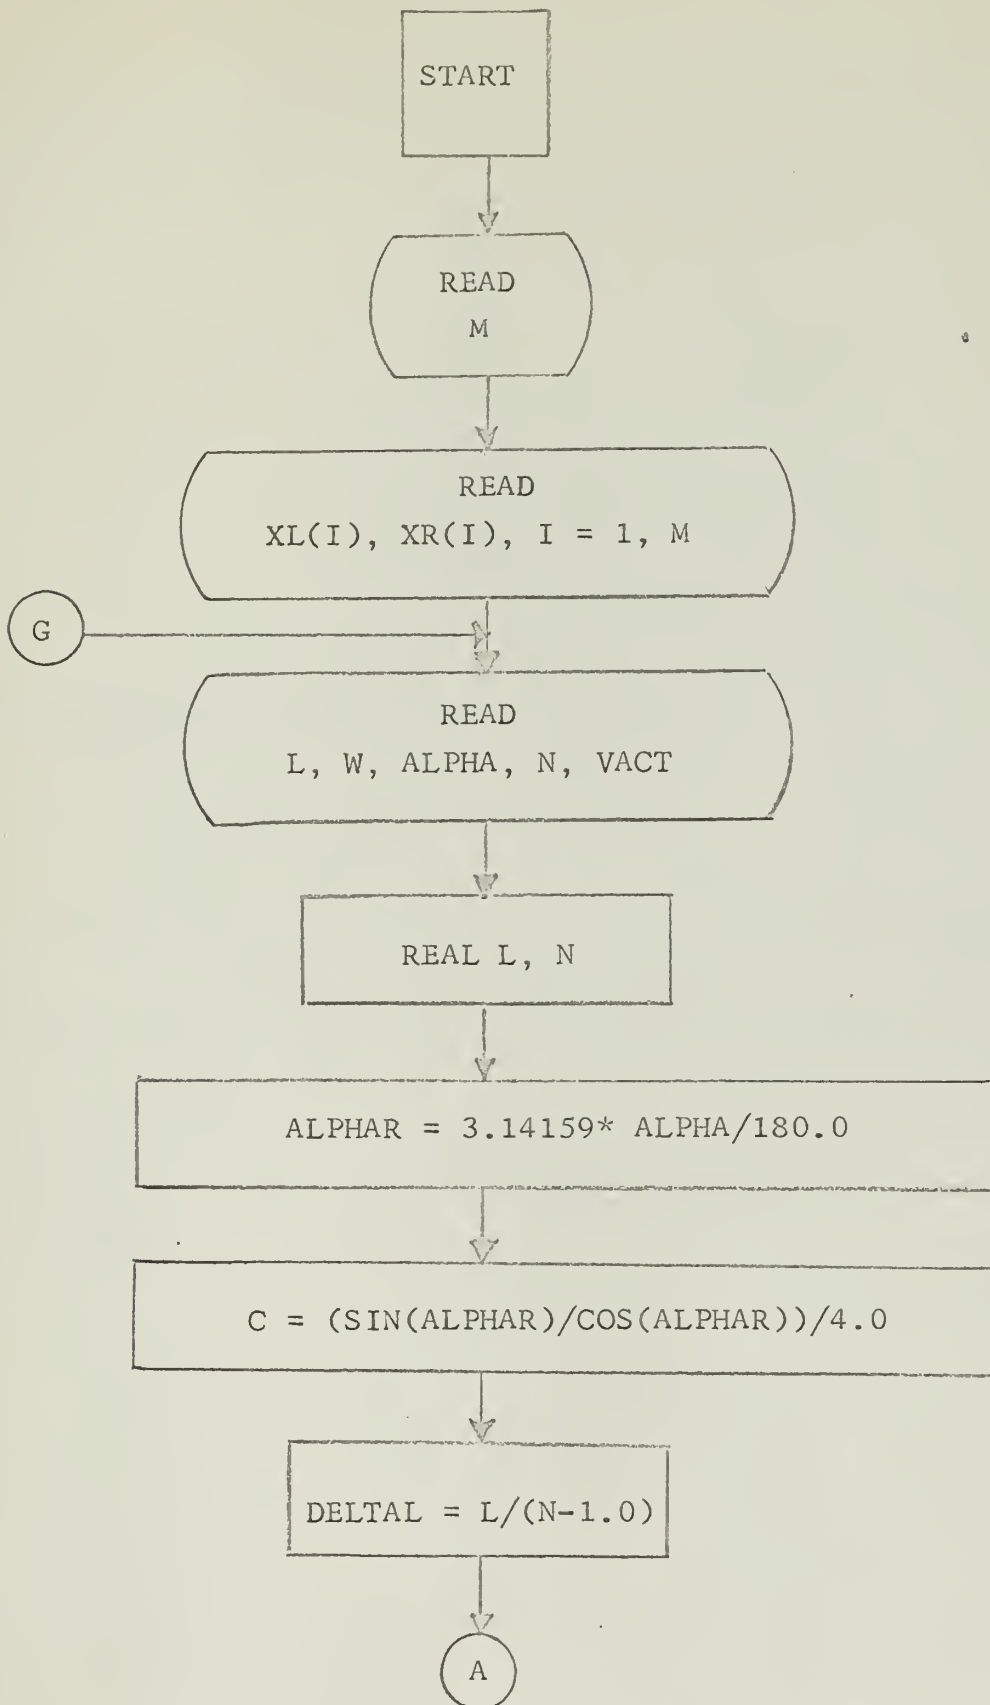 START
READ
M
READ
XL(I), XR(I), I = 1, M
G
READ
L, W, ALPHA, N, VACT
REAL L, N
ALPHAR = 3.14159* ALPHA/180.0
C = (SIN(ALPHAR)/COS(ALPHAR))/4.0
DELTAL = L/(N-1.0)
A